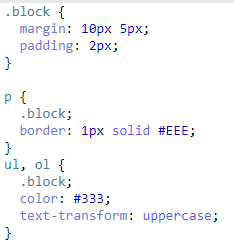 .block {
  margin: 10px 5px;
  padding: 2px;
}

p {
  .block;
  border: 1px solid #EEE;
}
ul, ol {
  .block;
  color: #333;
  text-transform: uppercase;
}